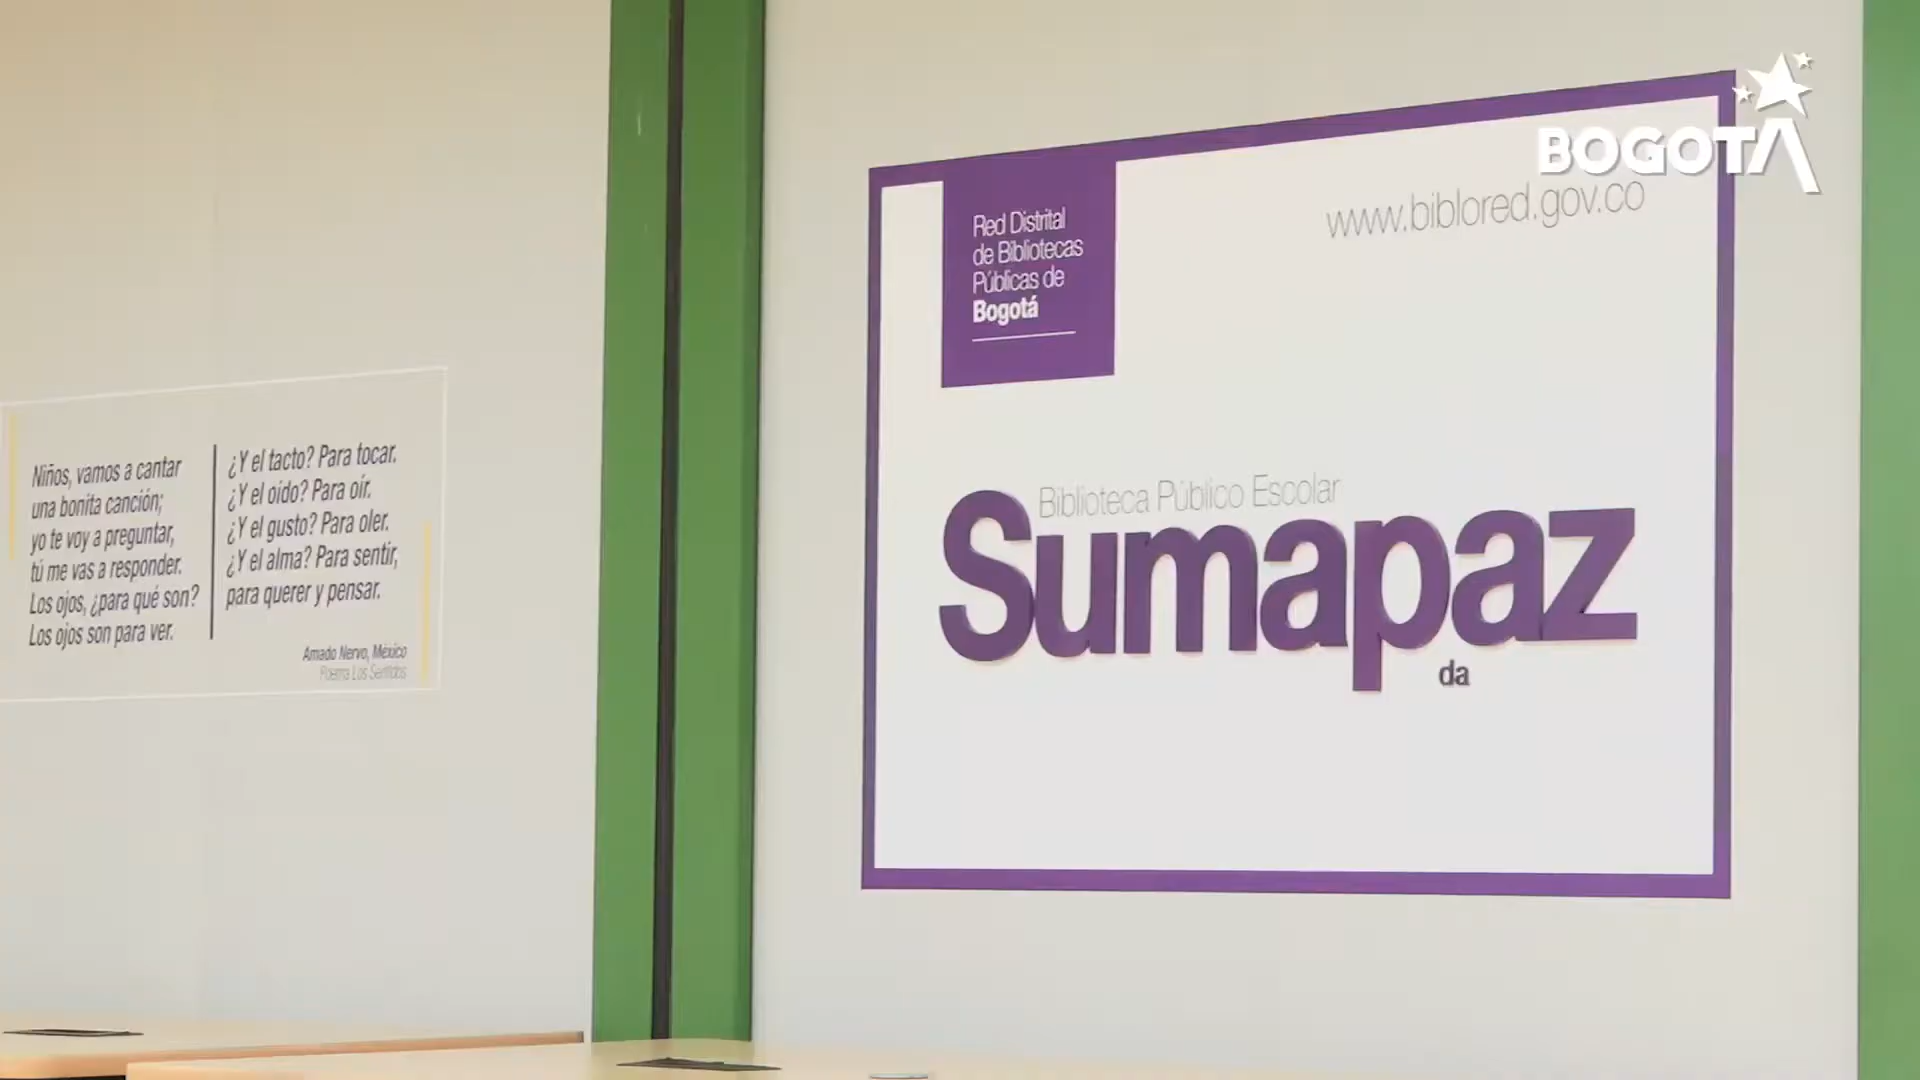 Niños, vamos a cantar
una bonita canción;
yo te voy a preguntar,
tú me vas a responder.
Los ojos, ¿para qué son?
Los ojos son para ver.
¿Y el tacto? Para tocar.
¿Y el oído? Para oír.
¿Y el gusto? Para oler.
¿Y el alma? Para sentir,
para querer y pensar.
Amado Nervo, México
Poema Los Sentidos
BOGOTÁ
www.biblored.gov.co
Red Distrital
de Bibliotecas
Públicas de
Bogotá
Biblioteca Público Escolar
Sumapaz
da